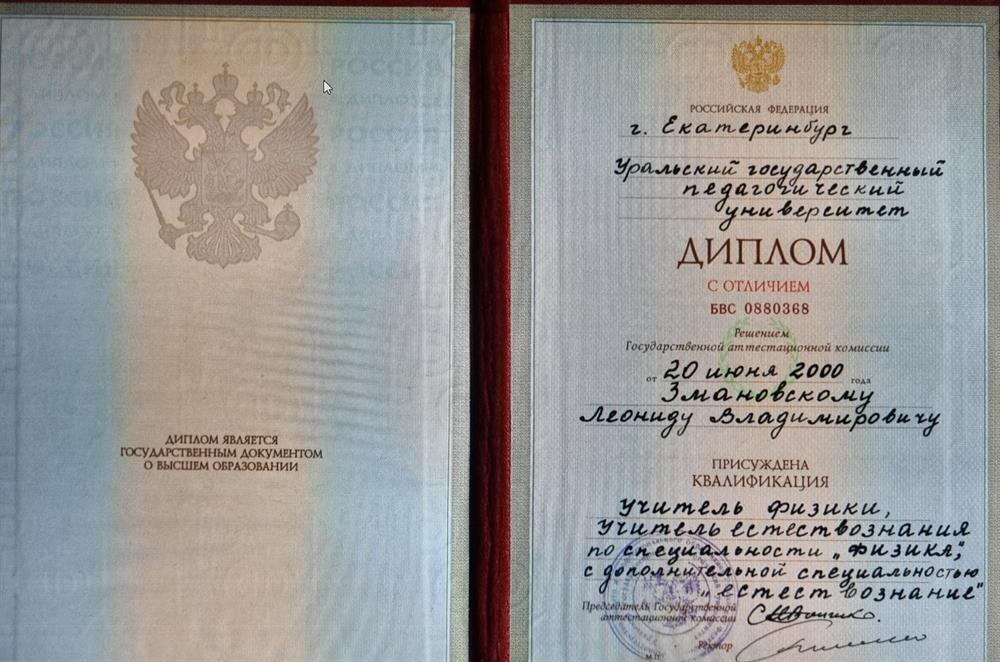 ДИПЛОМ ЯВЛЯЕТСЯ
ГОСУДАРСТВЕННЫМ ДОКУМЕНТОМ
О ВЫСШЕМ ОБРАЗОВАНИИ
РОССИЙСКАЯ ФЕДЕРАЦИЯ
г. Екатеринбург
Уральский государственный
педагогический
университет
ДИПЛОМ
С ОТЛИЧИЕМ
БВС 0880368
Решением
Государственной аттестационной комиссии
от 20 июня 2000 года
Змановскому
Леониду Владимировичу
ПРИСУЖДЕНА
КВАЛИФИКАЦИЯ
Учитель физики,
учитель естествознания
по специальности „физика",
с дополнительной специальностью
„естествознание"
Председатель Государственной
аттестационной комиссии
Ректор
М.П.